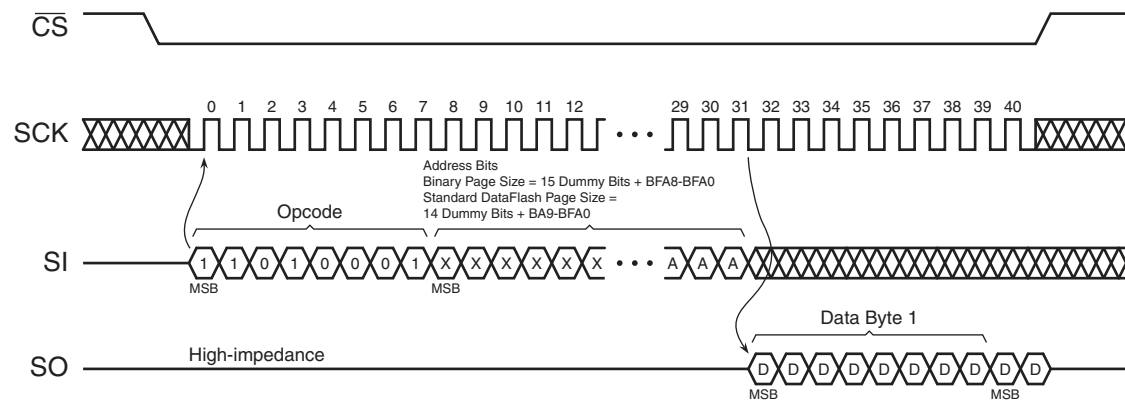 CS
SCK
0 1 2 3 4 5 6 7 8 9 10 11 12 29 30 31 32 33 34 35 36 37 38 39 40
Address Bits
Binary Page Size = 15 Dummy Bits + BFA8-BFA0
Standard DataFlash Page Size =
14 Dummy Bits + BA9-BFA0
Opcode
SI
1 1 0 1 0 0 0 1 X X X X X X A A A
MSB MSB
Data Byte 1
High-impedance
SO
D D D D D D D D D D
MSB MSB